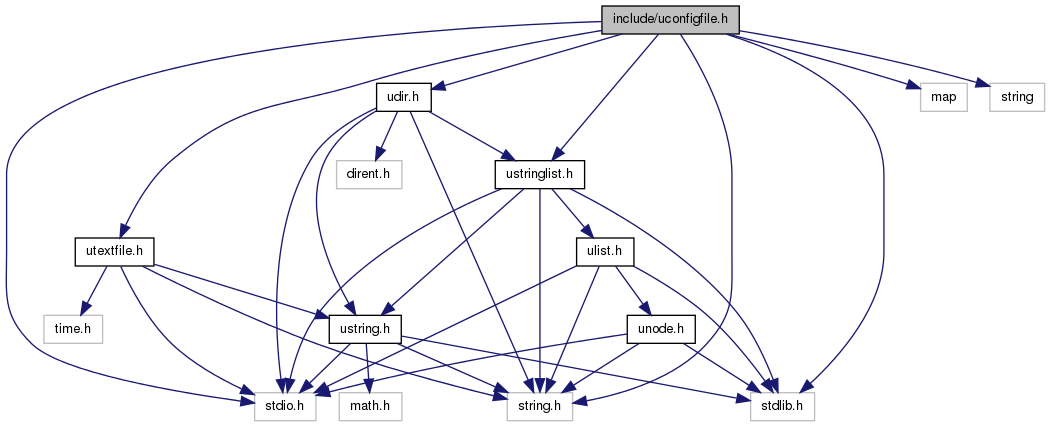 include/uconfigfile.h
udir.h
map
string
dirent.h
ustringlist.h
utextfile.h
ulist.h
time.h
ustring.h
unode.h
stdio.h
math.h
string.h
stdlib.h